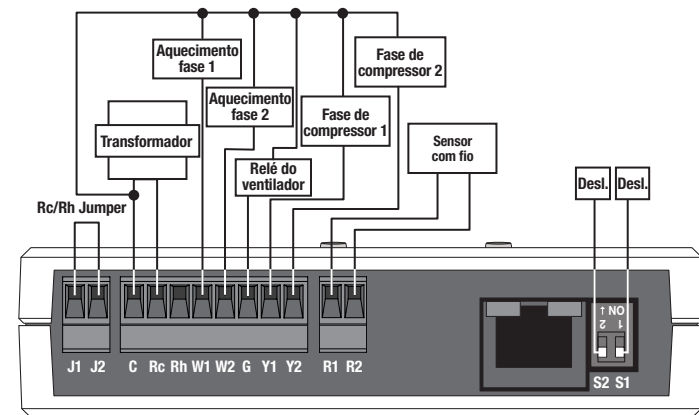 Aquecimento
fase 1
Fase de
compressor 2
Aquecimento
fase 2
Fase de
compressor 1
Transformador
Sensor
com fio
Relé do
ventilador
Desl.
Desl.
Rc/Rh Jumper
ON ↑
1
2
J1 J2 C Rc Rh W1 W2 G Y1 Y2 R1 R2
S2 S1